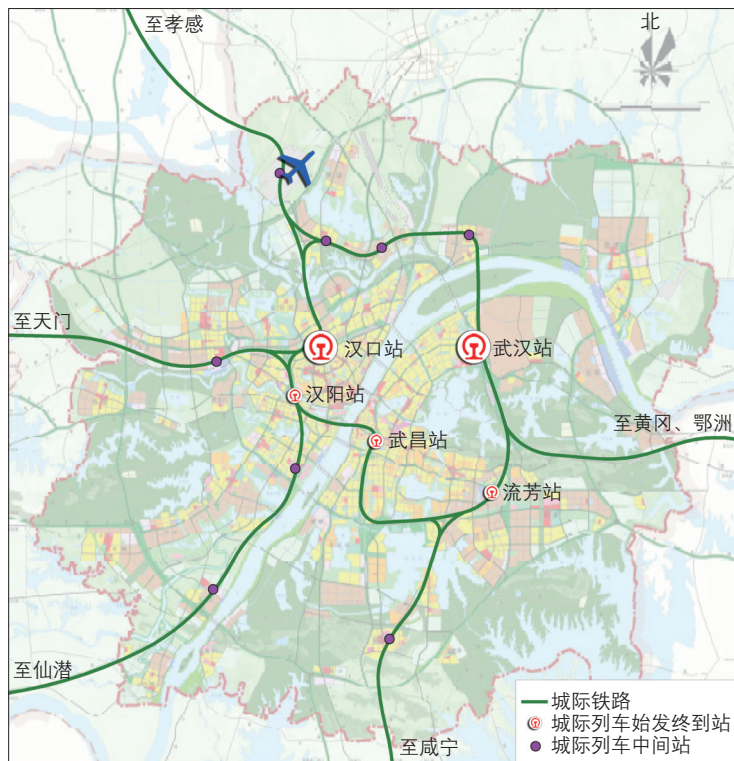 至孝感
北
汉口站
武汉站
至天门
汉阳站
至黄冈、鄂洲
武昌站
流芳站
至仙潜
至咸宁
城际铁路
城际列车始发终到站
城际列车中间站